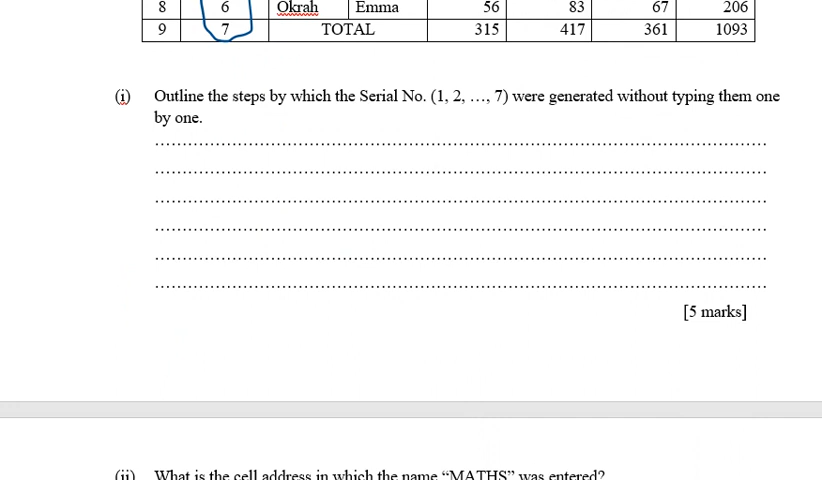 8 6 Okrah Emma 56 83 67 206
9 7 TOTAL 315 417 361 1093
(i) Outline the steps by which the Serial No. (1, 2, …, 7) were generated without typing them one
by one.
[5 marks]
(ii) What is the cell address in which the name “MATHS” was entered?